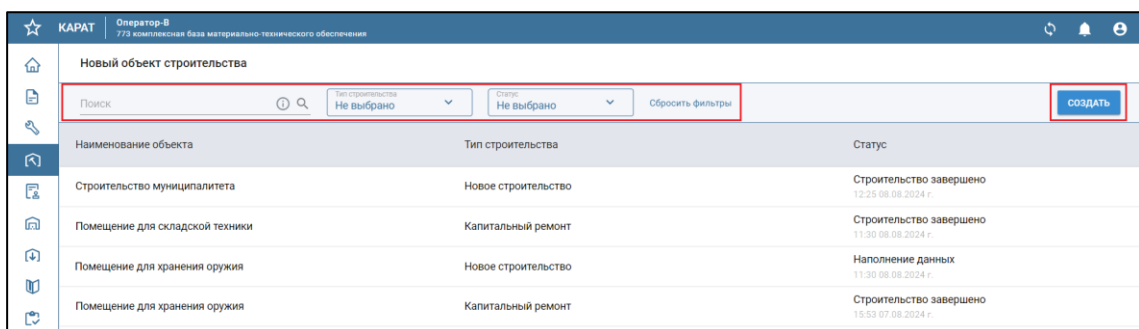 КАРАТ
Оператор-В
773 комплексная база материально-технического обеспечения
Новый объект строительства
Поиск
Тип строительства
Не выбрано
Статус
Не выбрано
Сбросить фильтры
СОЗДАТЬ
Наименование объекта Тип строительства Статус
Строительство муниципалитета Новое строительство Строительство завершено
12:25 08.08.2024 г.
Помещение для складской техники Капитальный ремонт Строительство завершено
11:30 08.08.2024 г.
Помещение для хранения оружия Новое строительство Наполнение данных
11:30 08.08.2024 г.
Помещение для хранения оружия Капитальный ремонт Строительство завершено
15:53 07.08.2024 г.